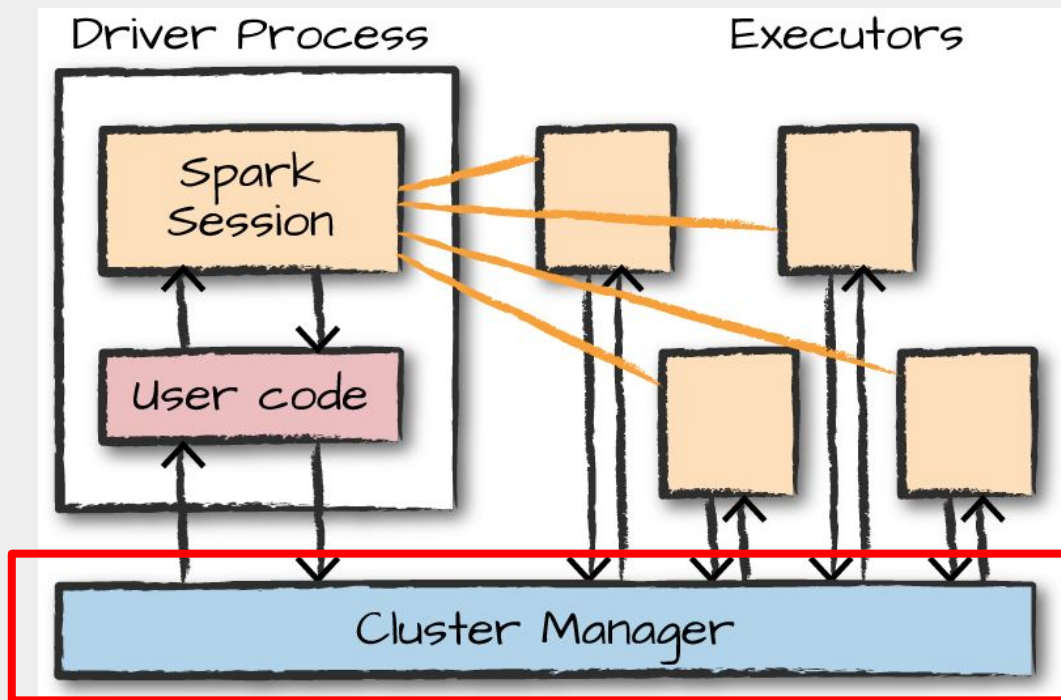 Driver Process
Executors
Spark
Session
User code
Cluster Manager